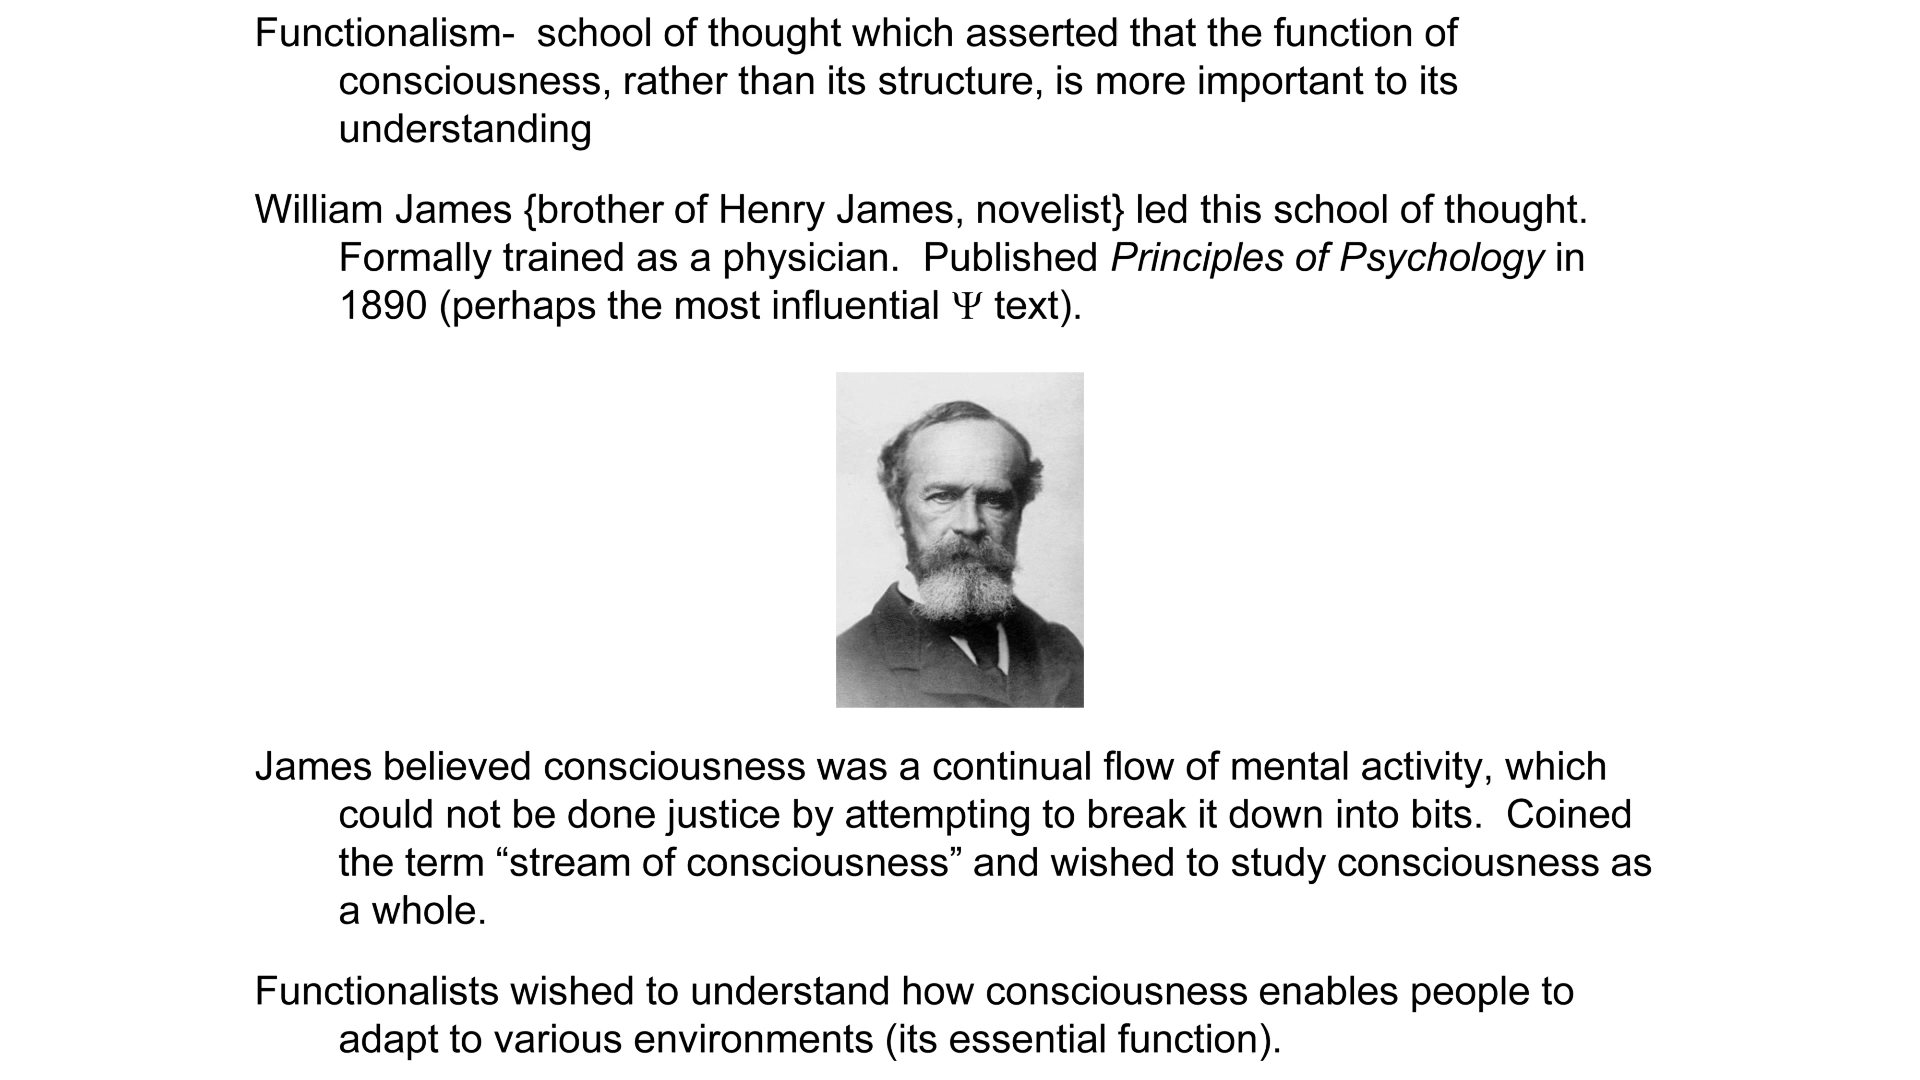 Functionalism-  school of thought which asserted that the function of
consciousness, rather than its structure, is more important to its
understanding
William James {brother of Henry James, novelist} led this school of thought.
Formally trained as a physician.  Published Principles of Psychology in
1890 (perhaps the most influential Ψ text).
James believed consciousness was a continual flow of mental activity, which
could not be done justice by attempting to break it down into bits.  Coined
the term “stream of consciousness” and wished to study consciousness as
a whole.
Functionalists wished to understand how consciousness enables people to
adapt to various environments (its essential function).